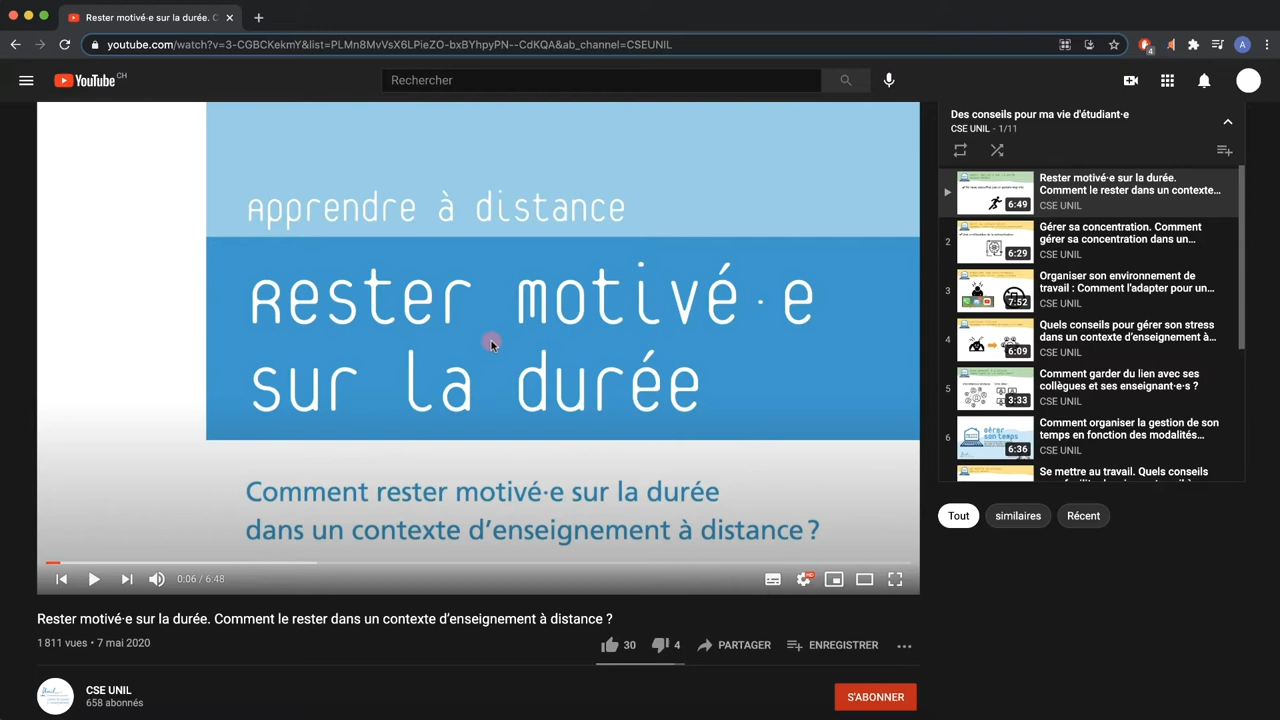 Rester motivé·e sur la durée. C
youtube.com/watch?v=3-CGBCKekmY&list=PLMn8MvVsX6LPieZO-bxBYhpyPN--CdKQA&ab_channel=CSEUNIL
4
A
YouTube CH
Rechercher
Apprendre à distance
Rester motivé·e
sur la durée
Comment rester motivé·e sur la durée
dans un contexte d'enseignement à distance ?
0:06 / 6:48
HD
Rester motivé·e sur la durée. Comment le rester dans un contexte d'enseignement à distance ?
1 811 vues • 7 mai 2020
30
4
PARTAGER
ENREGISTRER
CSE UNIL
658 abonnés
S'ABONNER
Des conseils pour ma vie d'étudiant·e
CSE UNIL - 1/11
6:49
Rester motivé·e sur la durée.
Comment le rester dans un contexte…
CSE UNIL
2
6:29
Gérer sa concentration. Comment
gérer sa concentration dans un…
CSE UNIL
3
7:52
Organiser son environnement de
travail : Comment l'adapter pour un…
CSE UNIL
4
6:09
Quels conseils pour gérer son stress
dans un contexte d'enseignement à…
CSE UNIL
5
3:33
Comment garder du lien avec ses
collègues et ses enseignant·e·s ?
CSE UNIL
6
Gérer
son temps
6:36
Comment organiser la gestion de son
temps en fonction des modalités…
CSE UNIL
Se mettre au travail. Quels conseils
Tout
similaires
Récent